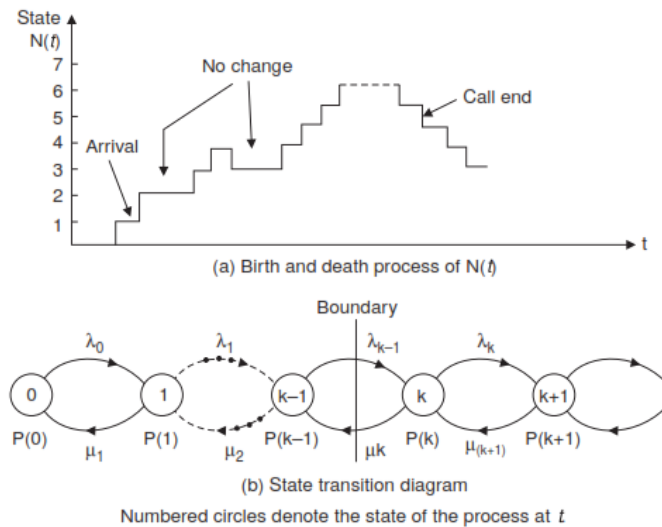 State
N(t)
7
6
5
4
3
2
1
No change
Arrival
Call end
t
(a) Birth and death process of N(t)
Boundary
λ0 λ1 λk–1 λk
0 1 k–1 k k+1
P(0) μ1 P(1) μ2 P(k–1) μk P(k) μ(k+1) P(k+1)
(b) State transition diagram
Numbered circles denote the state of the process at t